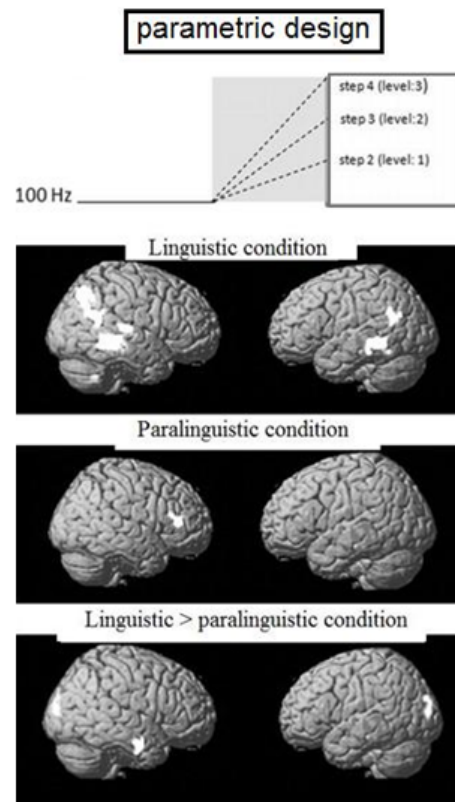 parametric design
step 4 (level:3)
step 3 (level:2)
step 2 (level: 1)
100 Hz
Linguistic condition
Paralinguistic condition
Linguistic > paralinguistic condition